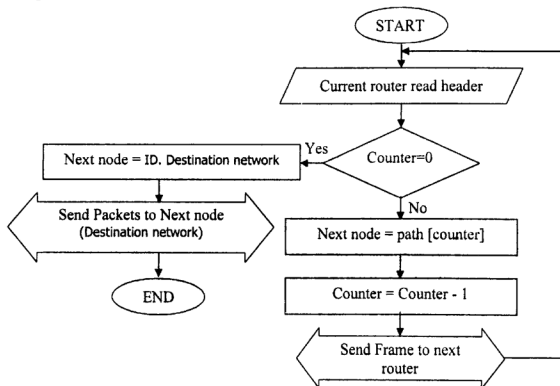 START
Current router read header
Counter=0
Yes
Next node = ID. Destination network
Send Packets to Next node
(Destination network)
END
No
Next node = path [counter]
Counter = Counter - 1
Send Frame to next
router